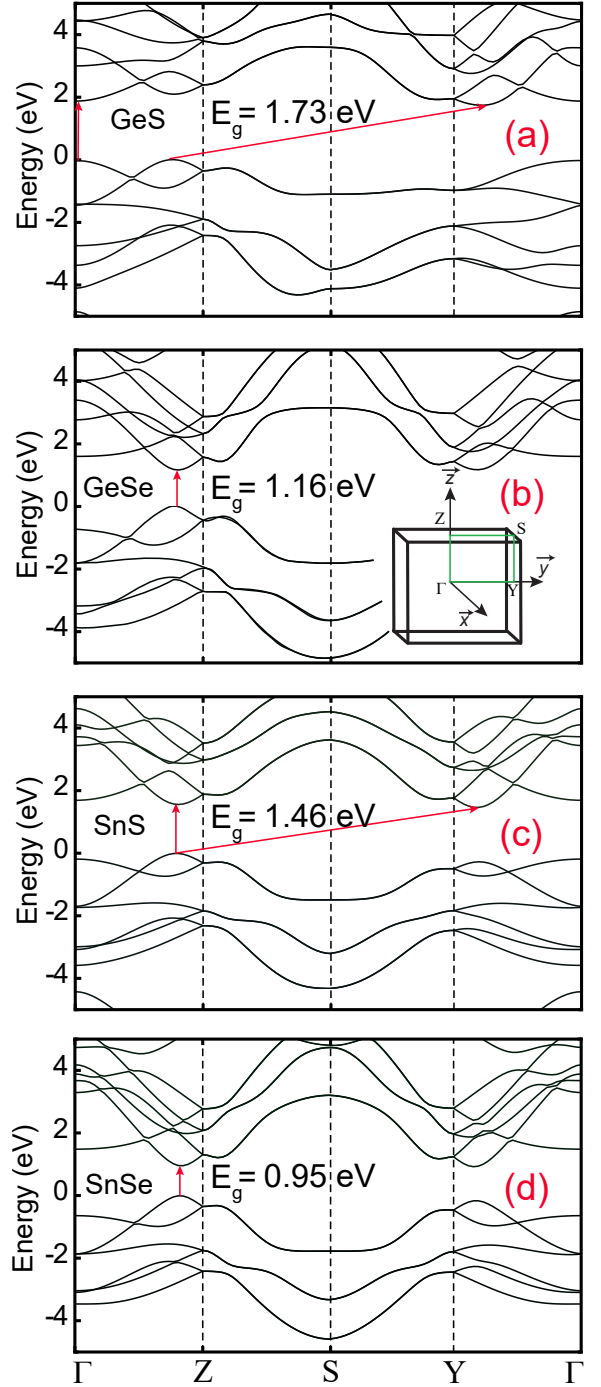 4
2
0
-2
-4
Energy (eV)
GeS
E_g= 1.73 eV
(a)
4
2
0
-2
-4
Energy (eV)
GeSe
E_g= 1.16 eV
(b)
z
Z
S
Γ
Y
y
x
4
2
0
-2
-4
Energy (eV)
SnS
E_g= 1.46 eV
(c)
4
2
0
-2
-4
Energy (eV)
SnSe
E_g= 0.95 eV
(d)
Γ Z S Y Γ